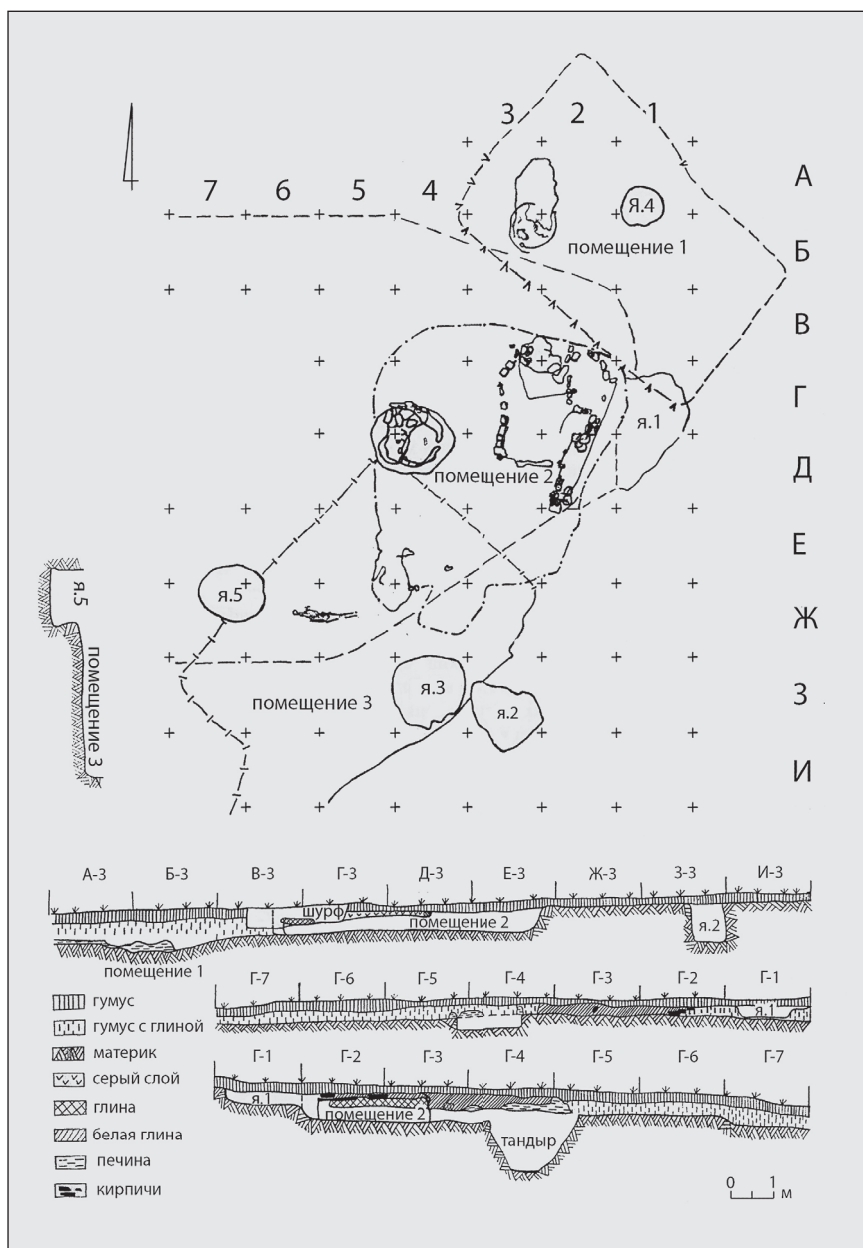 3 2 1
А
7 6 5 4
я.4
Б
помещение 1
В
Г
я.1
Д
помещение 2
Е
я.5
я.5
Ж
помещение 3
помещение 3
я.3
я.2
З
И
А-3 Б-3 В-3 Г-3 Д-3 Е-3 Ж-3 З-3 И-3
шурф
помещение 2
я.2
помещение 1
Г-7 Г-6 Г-5 Г-4 Г-3 Г-2 Г-1
я.1
Г-1 Г-2 Г-3 Г-4 Г-5 Г-6 Г-7
я.1
помещение 2
тандыр
гумус
гумус с глиной
материк
серый слой
глина
белая глина
печина
кирпичи
0 1
м